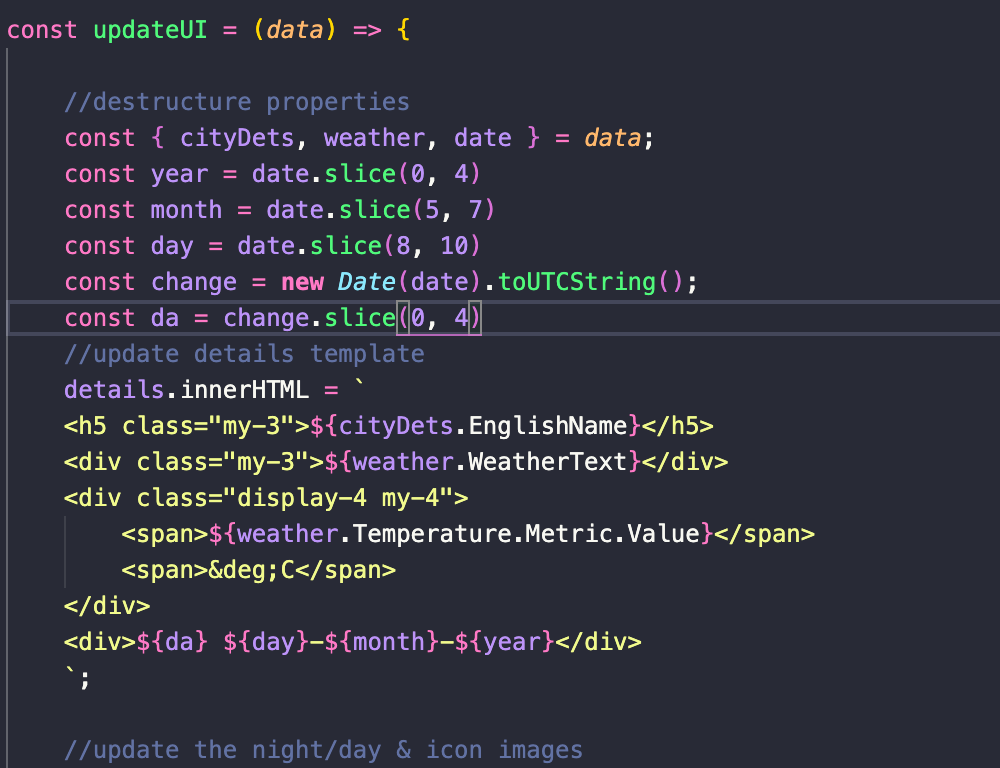 const updateUI = (data) => {
//destructure properties
const { cityDets, weather, date } = data;
const year = date.slice(0, 4)
const month = date.slice(5, 7)
const day = date.slice(8, 10)
const change = new Date(date).toUTCString();
const da = change.slice(0, 4)
//update details template
details.innerHTML = `
<h5 class="my-3">${cityDets.EnglishName}</h5>
<div class="my-3">${weather.WeatherText}</div>
<div class="display-4 my-4">
<span>${weather.Temperature.Metric.Value}</span>
<span>&deg;C</span>
</div>
<div>${da} ${day}-${month}-${year}</div>
`;
//update the night/day & icon images